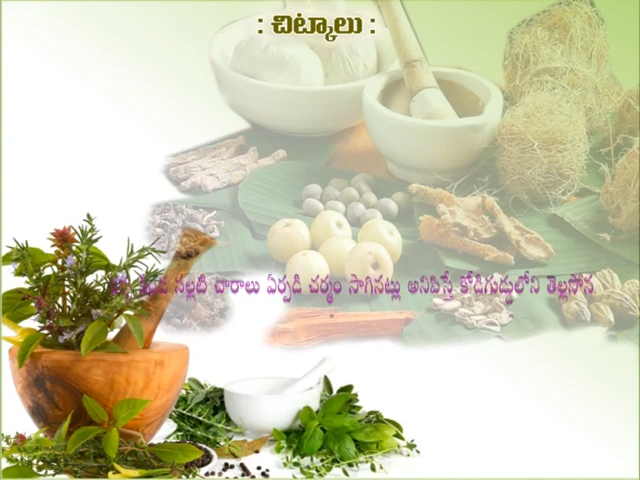 : చిట్కాలు :
నల్లటి చారాలు ఏర్పడి చర్మం సాగినట్లు అనిపిస్తే కోడిగుడ్డులోని తెల్లసొన